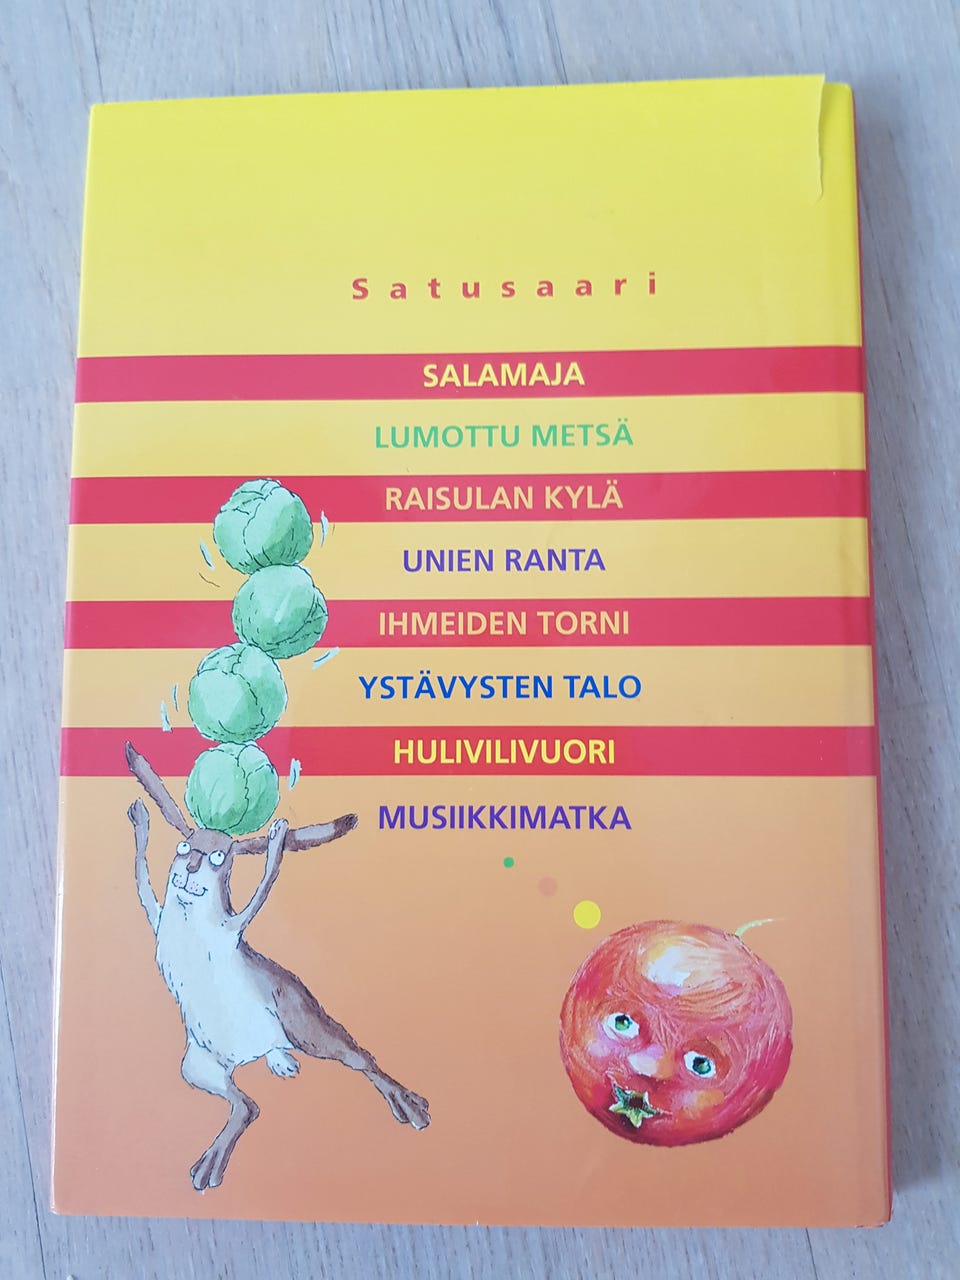 Satusaari
SALAMAJA
LUMOTTU METSÄ
RAISULAN KYLÄ
UNIEN RANTA
IHMEIDEN TORNI
YSTÄVYSTEN TALO
HULIVILIVUORI
MUSIIKKIMATKA